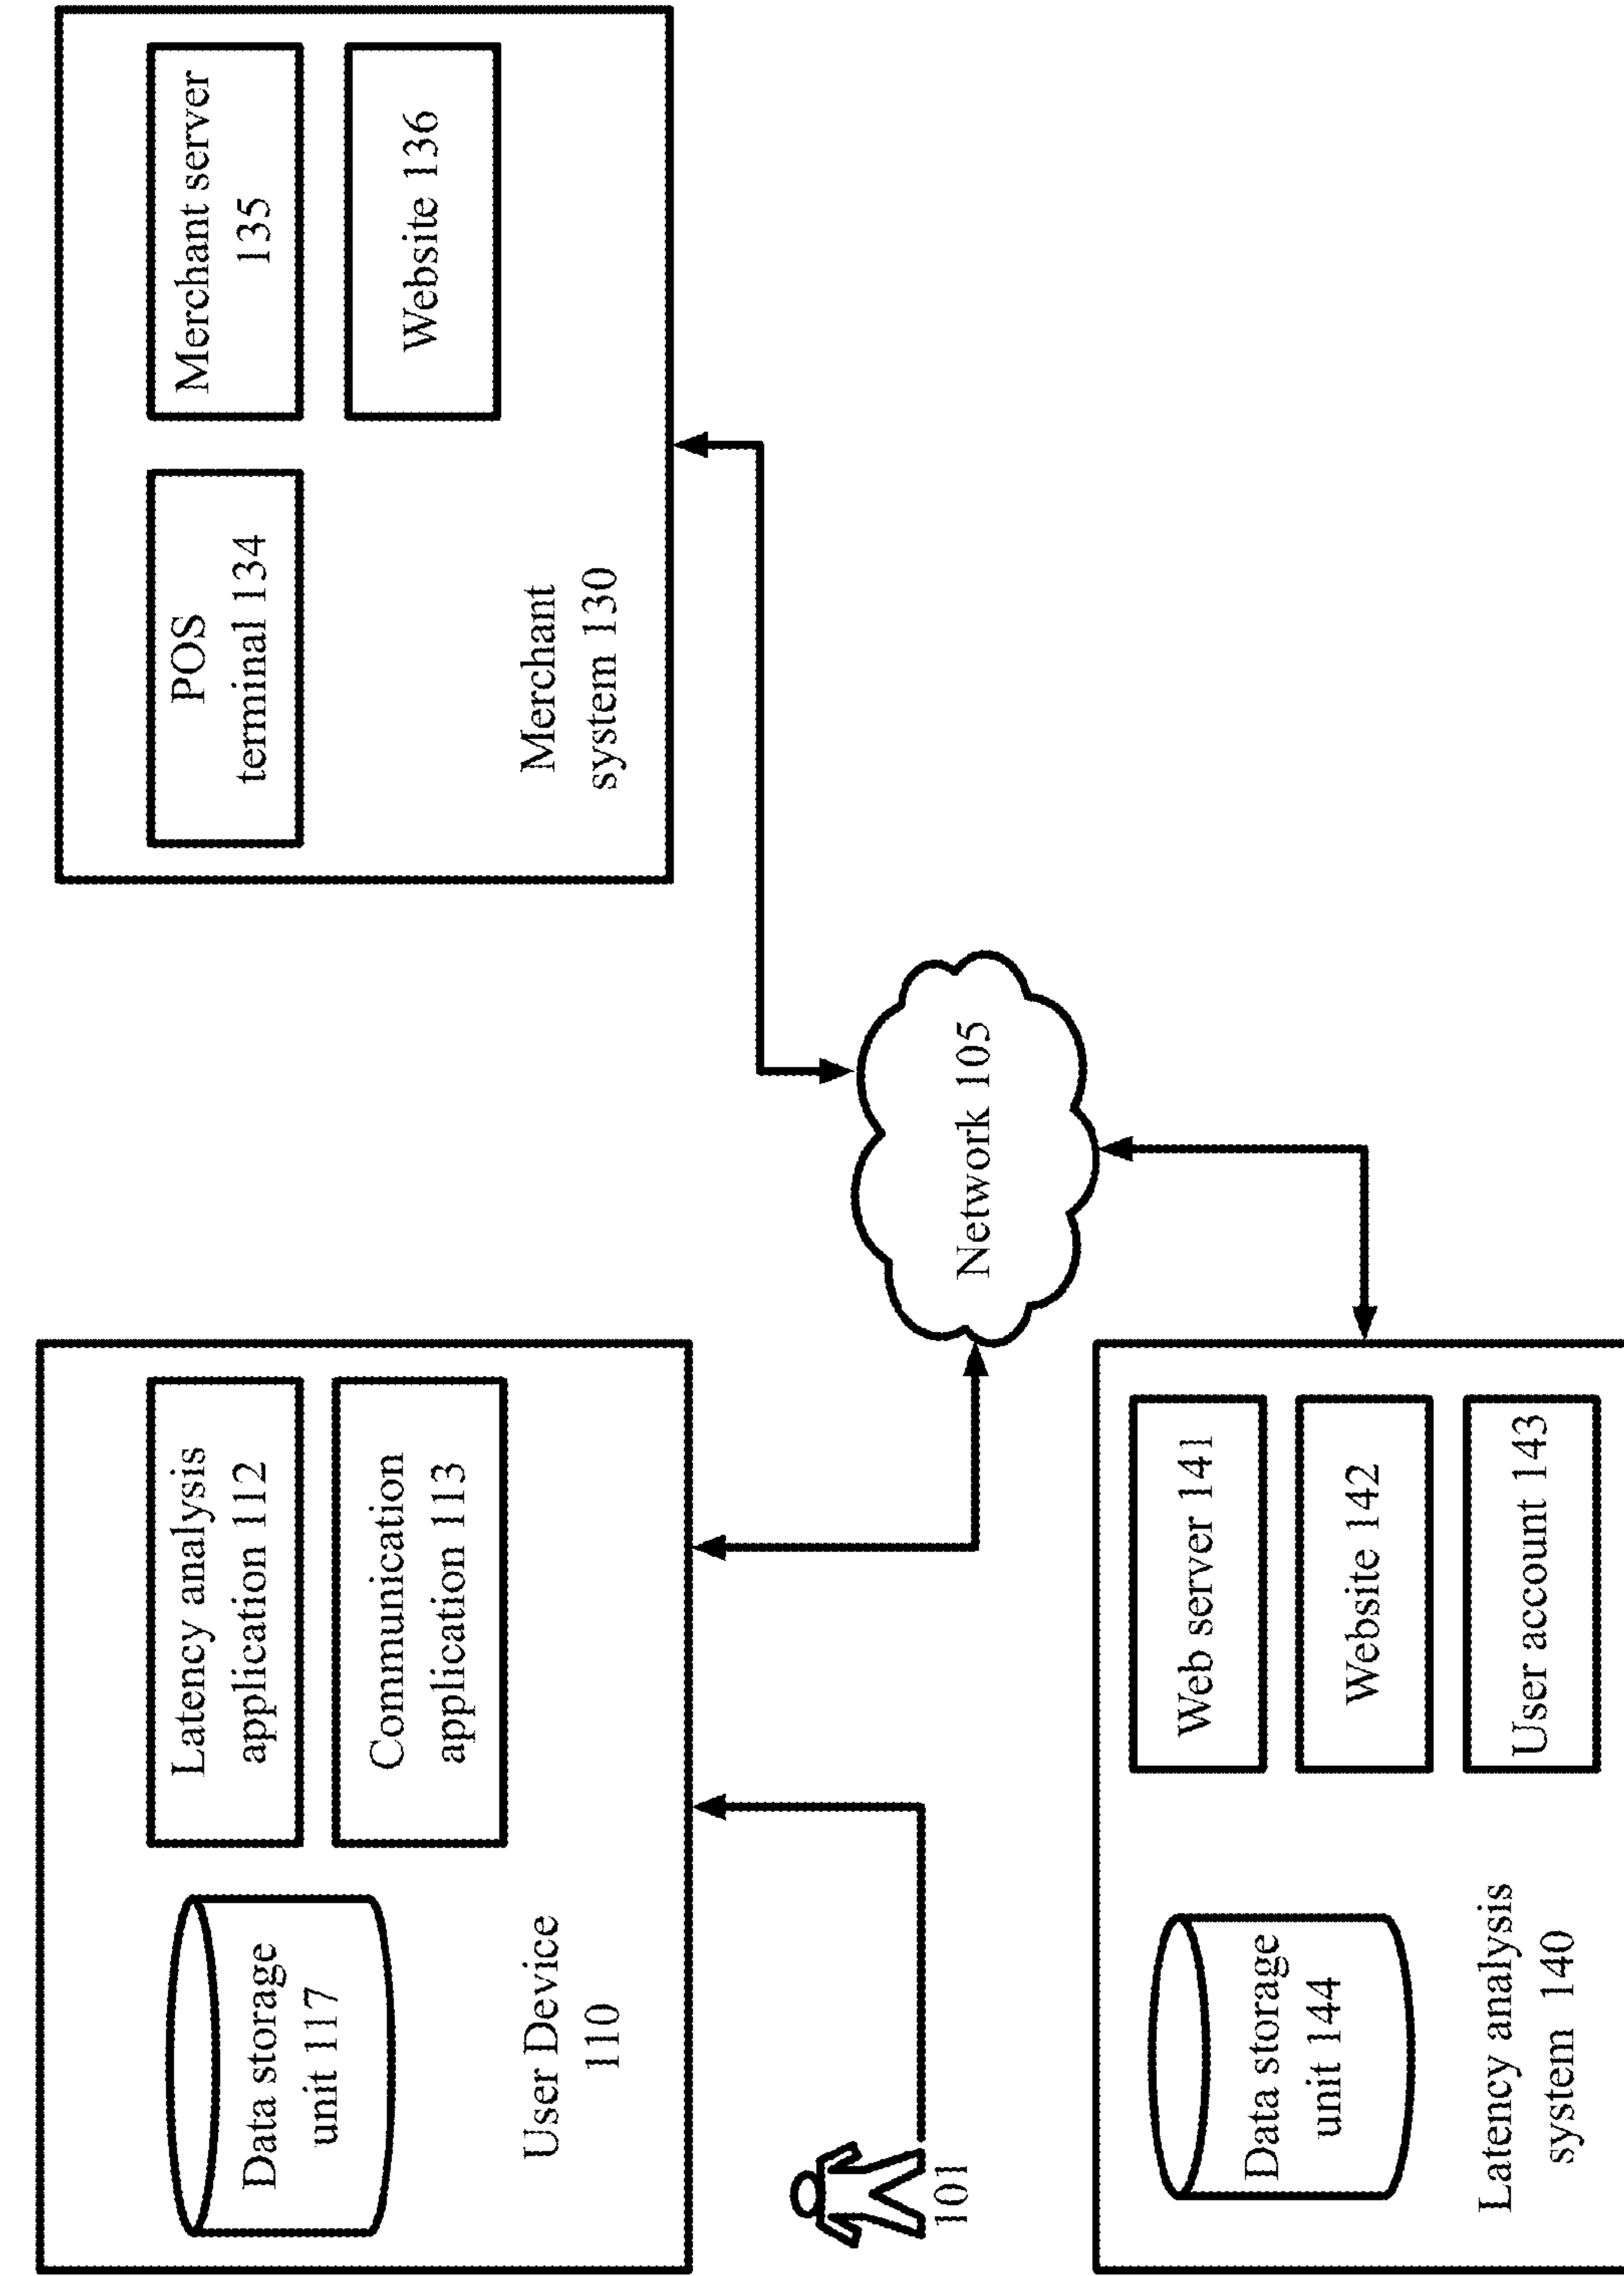 Data storage
unit 117
Latency analysis
application 112
Communication
application 113
User Device
110
POS
terminal 134
Merchant server
135
Website 136
Merchant
system 130
101
Network 105
Data storage
unit 144
Web server 141
Website 142
User account 143
Latency analysis
system 140